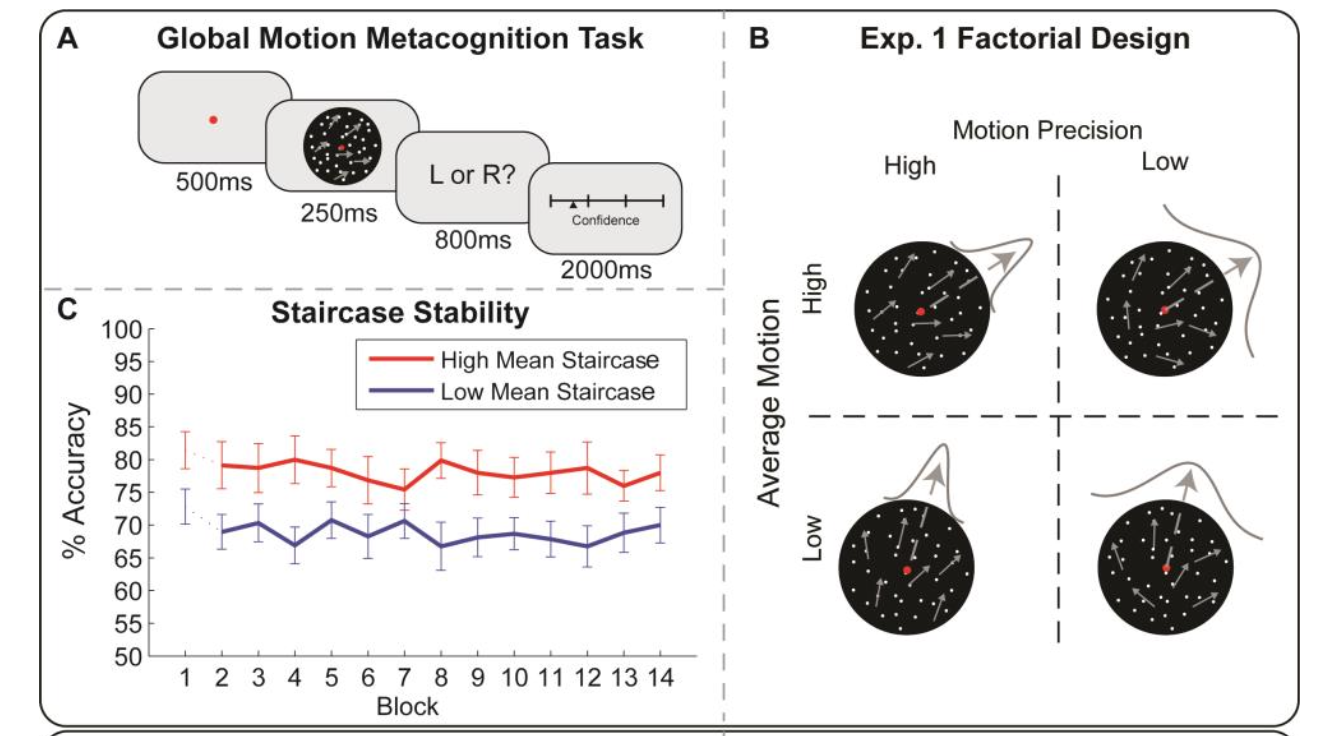 A
Global Motion Metacognition Task
500ms
250ms
L or R?
800ms
Confidence
2000ms
B
Exp. 1 Factorial Design
Motion Precision
High
Low
Average Motion
High
Low
C
Staircase Stability
High Mean Staircase
Low Mean Staircase
% Accuracy
100
95
90
85
80
75
70
65
60
55
50
1 2 3 4 5 6 7 8 9 10 11 12 13 14
Block